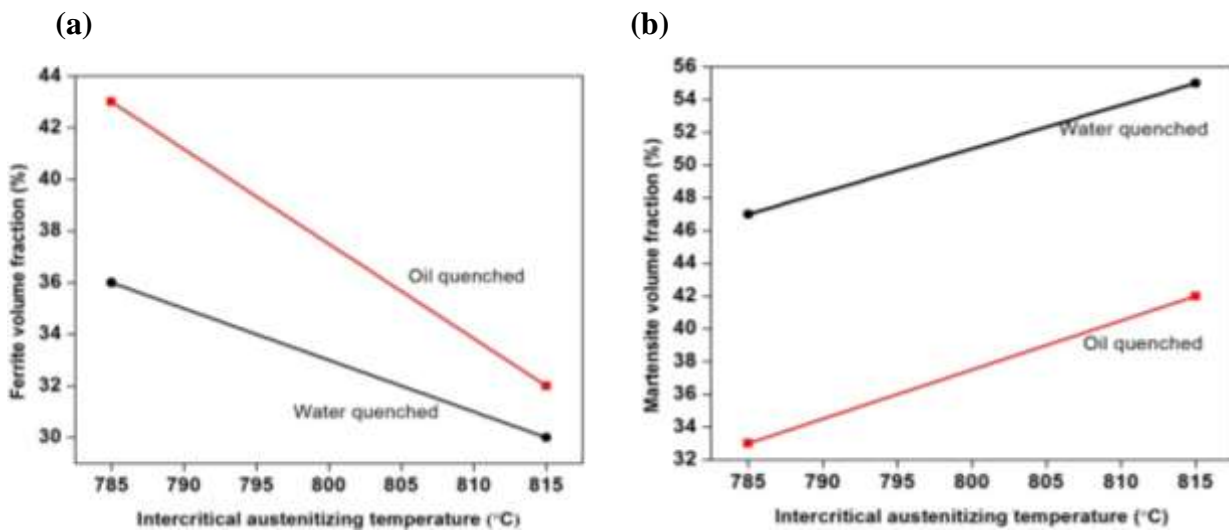 (a)
Ferrite volume fraction (%)
44
42
40
38
36
34
32
30
Oil quenched
Water quenched
785 790 795 800 805 810 815
Intercritical austenitizing temperature (°C)
(b)
Martensite volume fraction (%)
56
54
52
50
48
46
44
42
40
38
36
34
32
Water quenched
Oil quenched
785 790 795 800 805 810 815
Intercritical austenitizing temperature (°C)